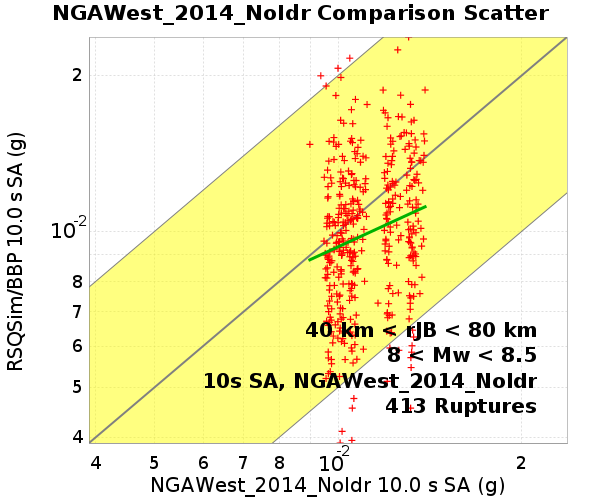 NGAWest_2014_NoIdr Comparison Scatter
RSQSim/BBP 10.0 s SA (g)
2
10-2
8
7
6
5
4
40 km < rJB < 80 km
8 < Mw < 8.5
10s SA, NGAWest_2014_NoIdr
413 Ruptures
4 5 6 7 8 10-2 2
NGAWest_2014_NoIdr 10.0 s SA (g)